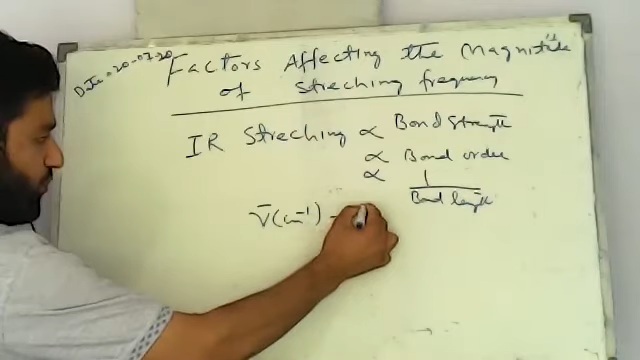 Date = 20-07-20
Factors Affecting the Magnitude
of Streching frequency
IR Streching ∝ Bond Strength
∝ Bond order
∝ 1
Bond length
ν̄ (cm⁻¹) -